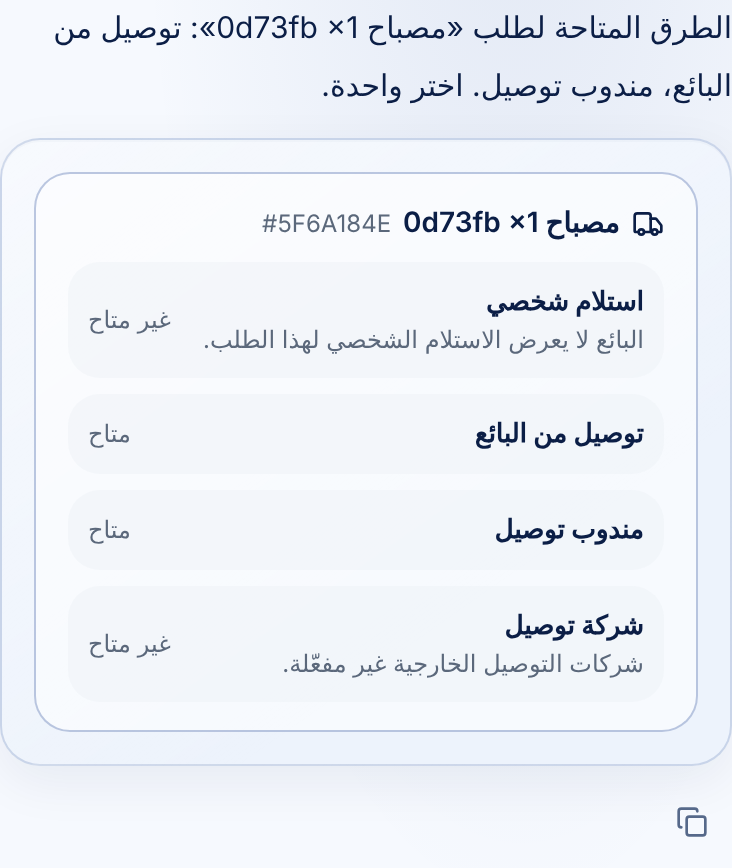 الطرق المتاحة لطلب «مصباح 0d73fb ×1»: توصيل من
البائع، مندوب توصيل. اختر واحدة.
مصباح 0d73fb ×1 #5F6A184E
استلام شخصي
البائع لا يعرض الاستلام الشخصي لهذا الطلب.
غير متاح
توصيل من البائع
متاح
مندوب توصيل
متاح
شركة توصيل
شركات التوصيل الخارجية غير مفعّلة.
غير متاح